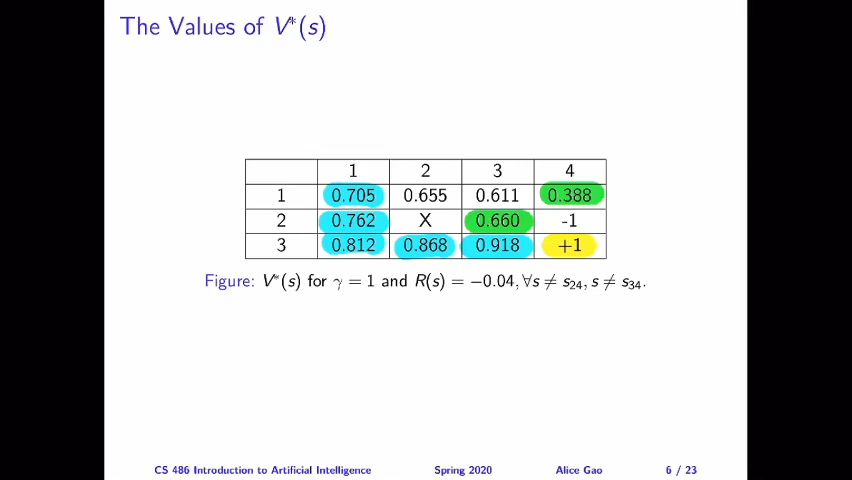 The Values of V*(s)
1 2 3 4
1 0.705 0.655 0.611 0.388
2 0.762 X 0.660 -1
3 0.812 0.868 0.918 +1
Figure: V*(s) for γ = 1 and R(s) = −0.04, ∀s ≠ s₂₄, s ≠ s₃₄.
CS 486 Introduction to Artificial Intelligence Spring 2020 Alice Gao 6 / 23